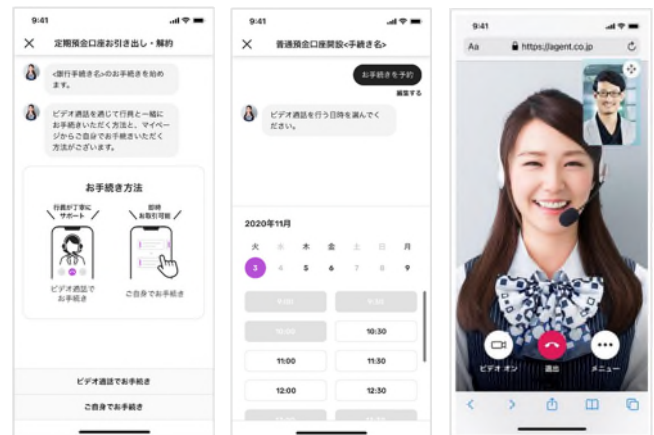 9:41
定期預金口座お引き出し・解約
<銀行手続き名>のお手続きを始め
ます。
ビデオ通話を通じて行員と一緒に
お手続きいただく方法と、マイペー
ジからご自身でお手続きいただく
方法がございます。
お手続き方法
行員が丁寧に
サポート
即時
お取引可能
ビデオ通話で
お手続き
ご自身でお手続き
ビデオ通話でお手続き
ご自身でお手続き
9:41
普通預金口座開設<手続き名>
お手続きを予約
編集する
ビデオ通話を行う日時を選んでく
ださい。
2020年11月
火 水 木 金 土 日 月
3 4 5 6 7 8 9
9:00 9:30
10:00 10:30
11:00 11:30
12:00 12:30
9:41
AA https://agent.co.jp
ビデオ オン 退出 メニュー